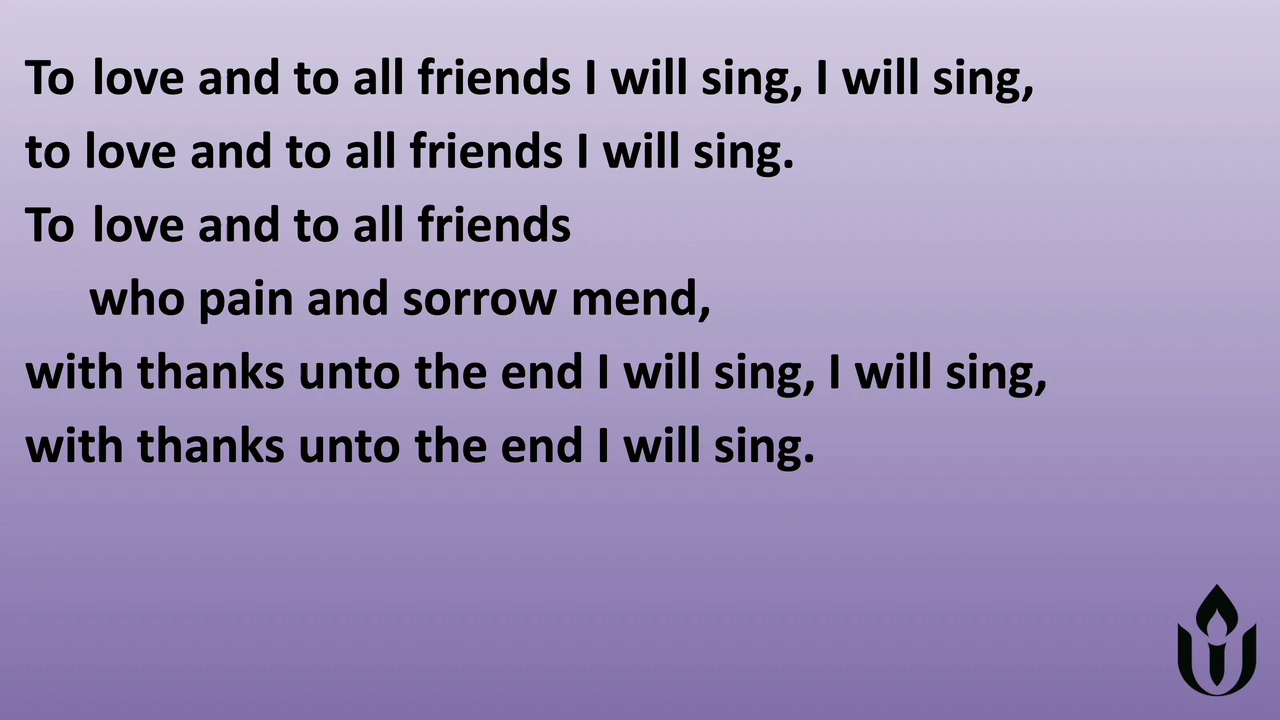 To love and to all friends I will sing, I will sing,
to love and to all friends I will sing.
To love and to all friends
who pain and sorrow mend,
with thanks unto the end I will sing, I will sing,
with thanks unto the end I will sing.